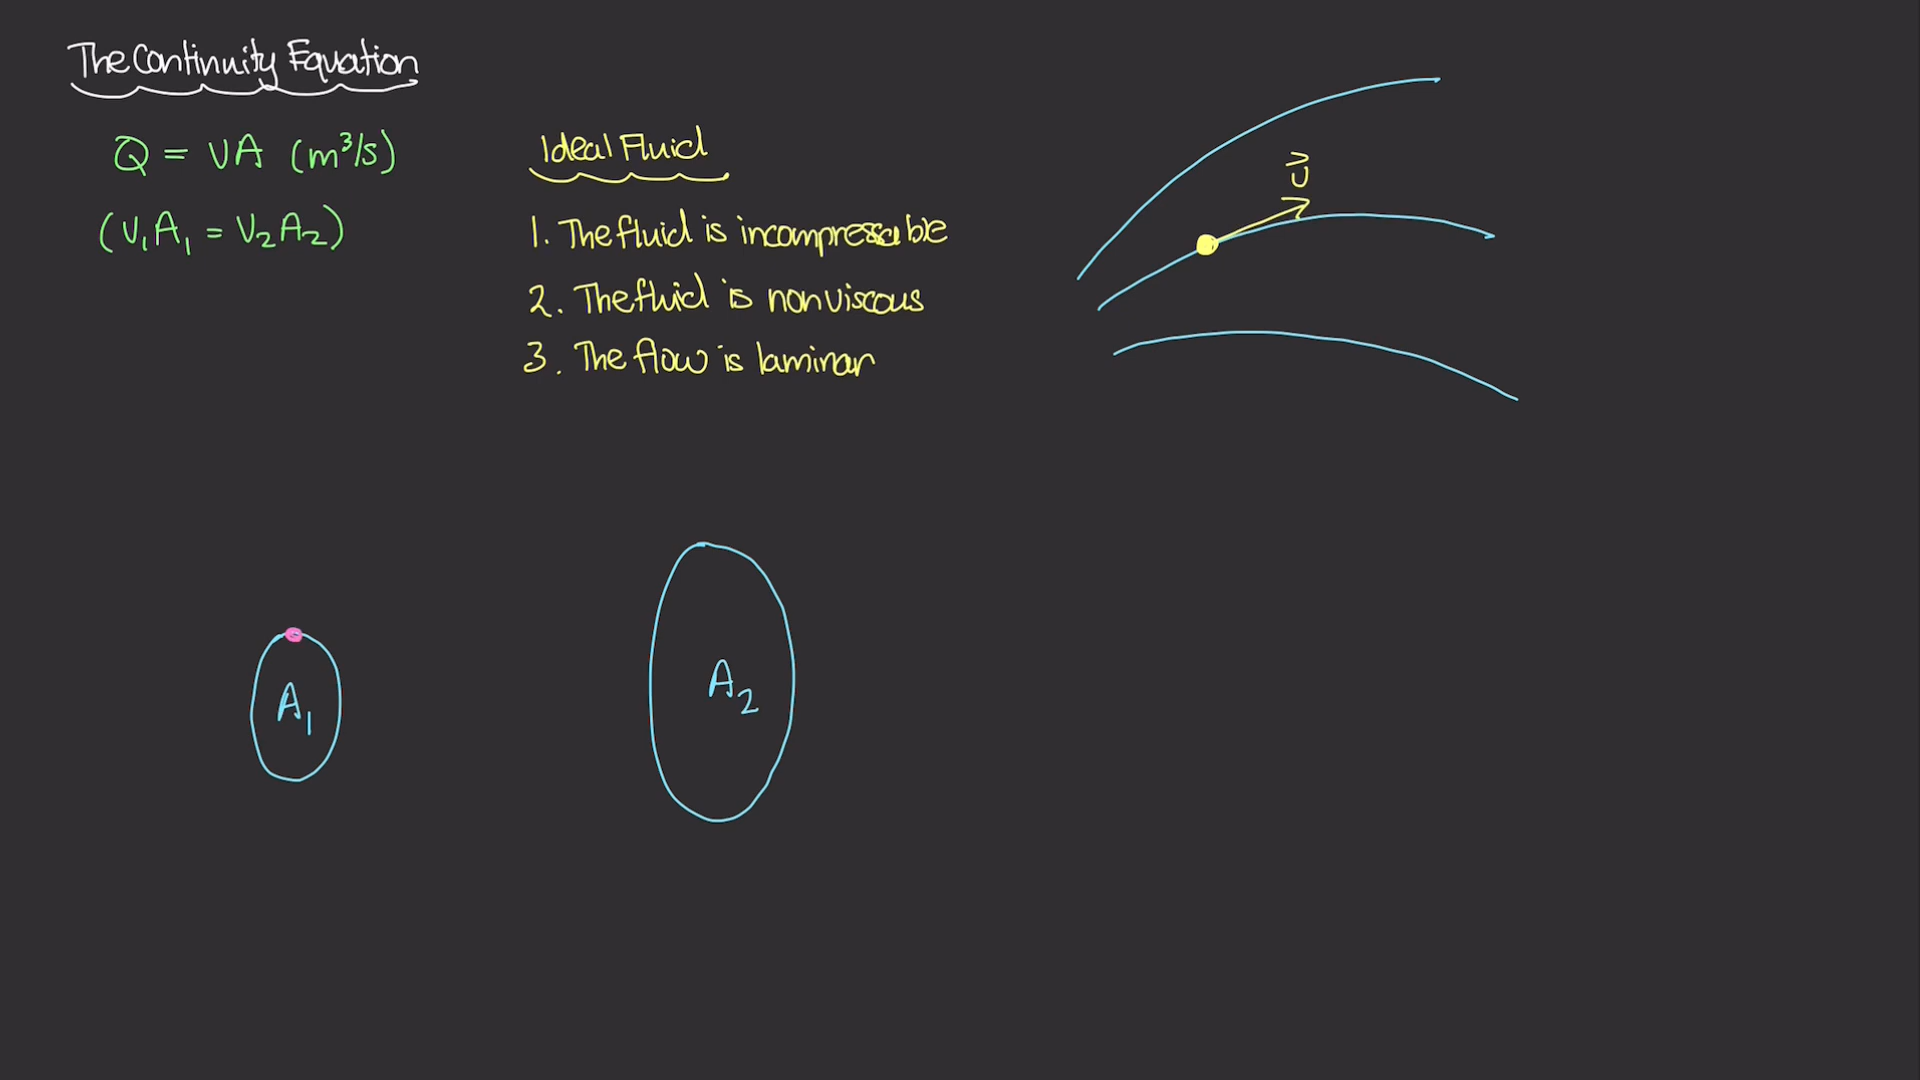 The Continuity Equation
Q = VA (m³/s)
(V₁A₁ = V₂A₂)
Ideal Fluid
1. The fluid is incompressable
2. The fluid is nonviscous
3. The flow is laminar
v⃗
A₁
A₂